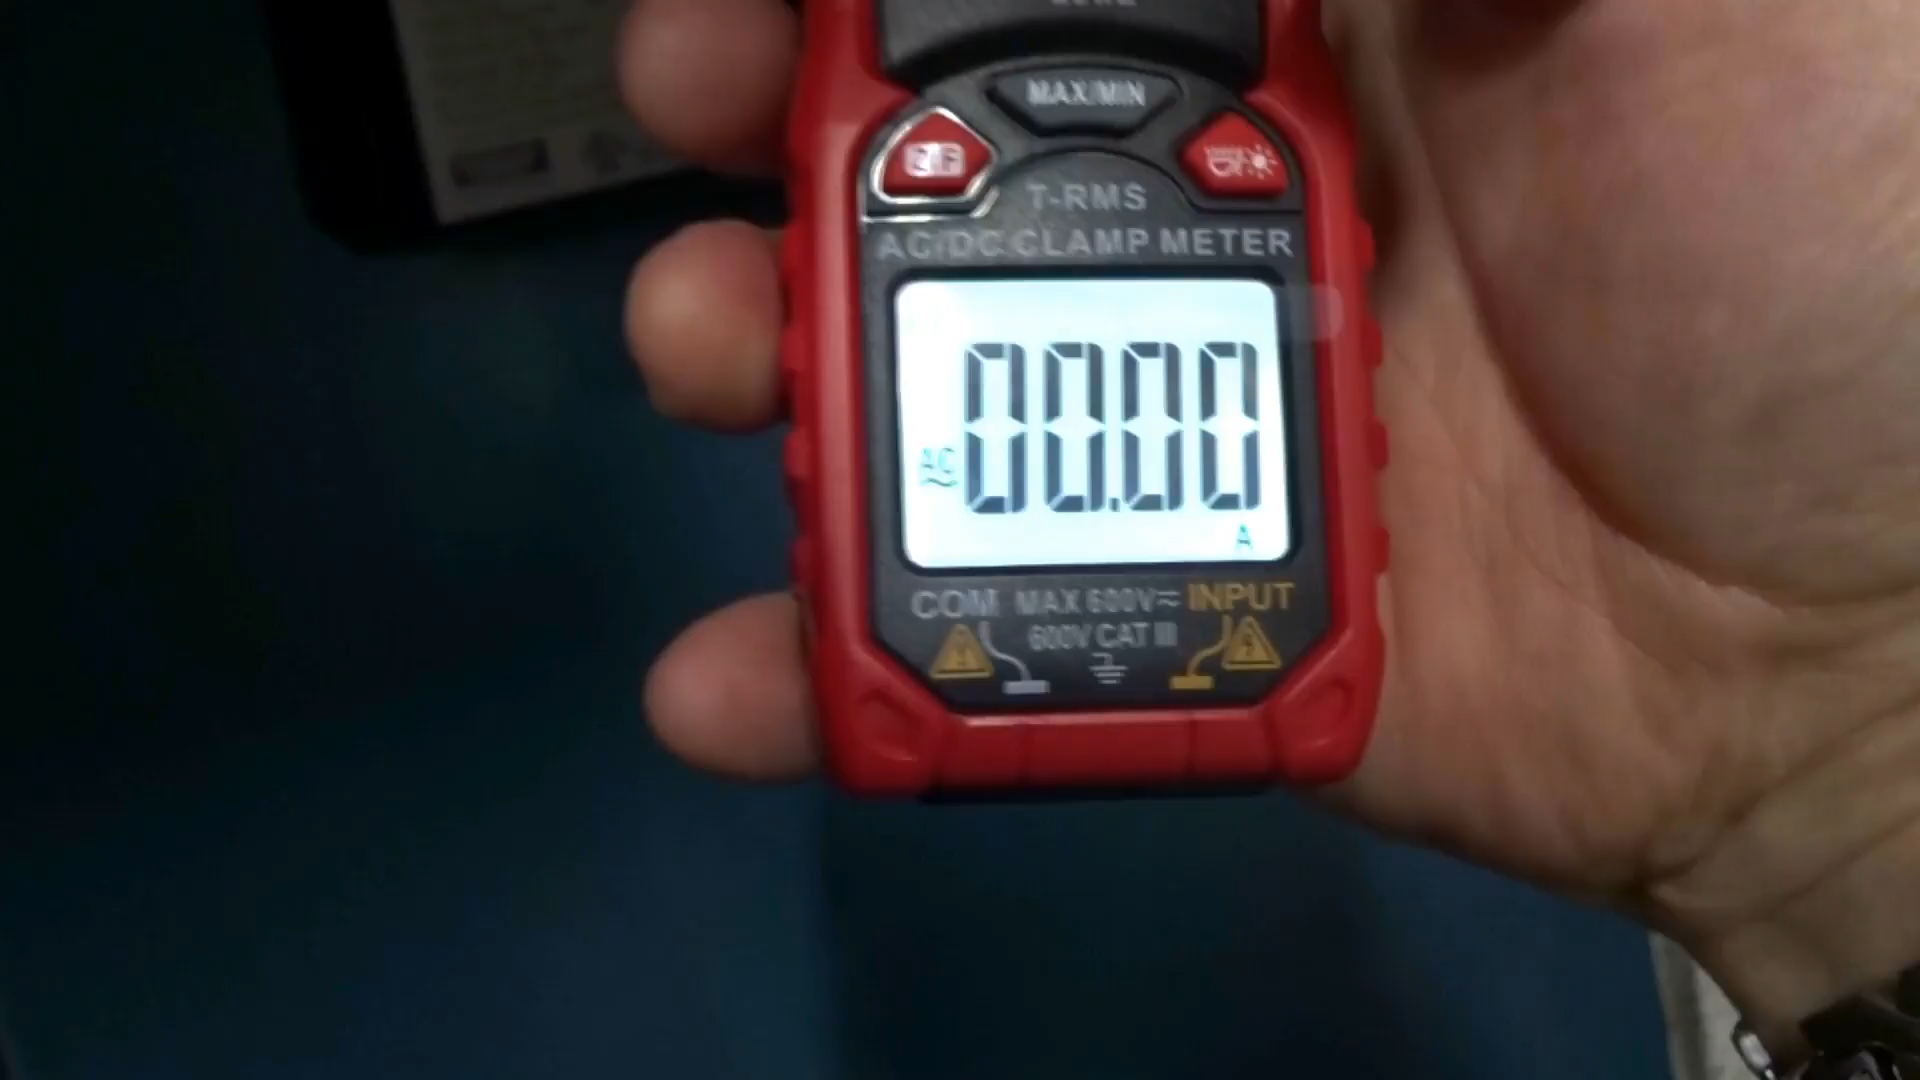 MAX/MIN
T-RMS
AC/DC CLAMP METER
00.00
AC
A
COM MAX 600V≂ INPUT
600V CAT III